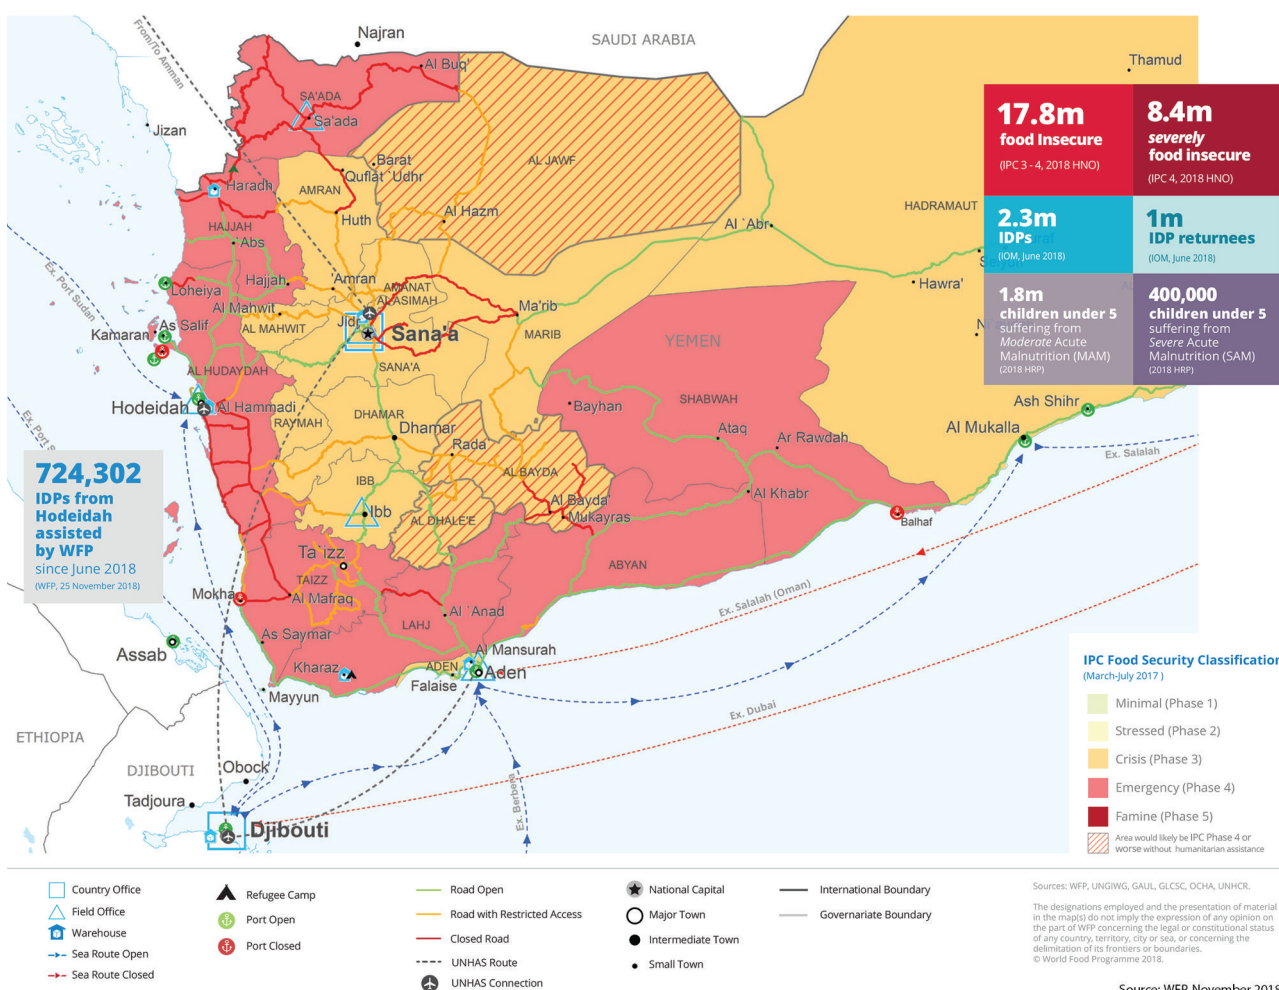 Najran
SAUDI ARABIA
Thamud
From/To Amman
Al Buq'
SA'ADA
Sa'ada
Jizan
17.8m
food Insecure
(IPC 3 - 4, 2018 HNO)
8.4m
severely
food insecure
(IPC 4, 2018 HNO)
Barat
AL JAWF
Quflat `Udhr
Haradh
AMRAN
HADRAMAUT
Huth
Al Hazm
Al `Abr
HAJJAH
Abs
2.3m
IDPs
(IOM, June 2018)
1m
IDP returnees
(IOM, June 2018)
Ex. Port Sudan
Hajjah
Amran
AMANAT
AL ASIMAH
Hawra'
Loheiya
Al Mahwit
Ma'rib
1.8m
children under 5
suffering from
Moderate Acute
Malnutrition (MAM)
(2018 HRP)
400,000
children under 5
suffering from
Severe Acute
Malnutrition (SAM)
(2018 HRP)
As Salif
Kamaran
AL MAHWIT
Jidr
Sana'a
MARIB
YEMEN
SANA'A
AL HUDAYDAH
Hodeidah
Al Hammadi
RAYMAH
DHAMAR
Dhamar
Bayhan
SHABWAH
Ash Shihr
Al Mukalla
Ataq
Ar Rawdah
Ex. Port
Rada'
Ex. Salalah
724,302
IDPs from
Hodeidah
assisted
by WFP
since June 2018
(WFP, 25 November 2018)
IBB
Ibb
AL BAYDA
Al Bayda'
Mukayras
AL DHALE'E
Al Khabr
Balhaf
Ta`izz
TAIZZ
ABYAN
Mokha
Al Mafraq
Al `Anad
LAHJ
Ex. Salalah (Oman)
As Saymar
Assab
Al Mansurah
Kharaz
ADEN
Aden
Falaise
Mayyun
Ex. Dubai
ETHIOPIA
DJIBOUTI
Obock
Tadjoura
Djibouti
Ex. Berbera
IPC Food Security Classification
(March-July 2017 )
Minimal (Phase 1)
Stressed (Phase 2)
Crisis (Phase 3)
Emergency (Phase 4)
Famine (Phase 5)
Area would likely be IPC Phase 4 or
worse without humanitarian assistance
Country Office
Field Office
Warehouse
Sea Route Open
Sea Route Closed
Refugee Camp
Port Open
Port Closed
Road Open
Road with Restricted Access
Closed Road
UNHAS Route
UNHAS Connection
National Capital
Major Town
Intermediate Town
Small Town
International Boundary
Governariate Boundary
Sources: WFP, UNGIWG, GAUL, GLCSC, OCHA, UNHCR.
The designations employed and the presentation of material
in the map(s) do not imply the expression of any opinion on
the part of WFP concerning the legal or constitutional status
of any country, territory, city or sea, or concerning the
delimitation of its frontiers or boundaries.
© World Food Programme 2018.
Source: WFP November 2018